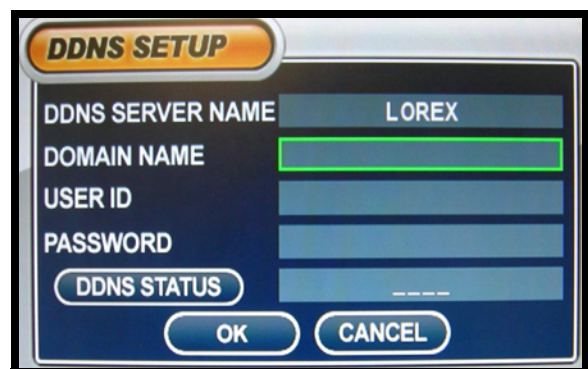 DDNS SETUP
DDNS SERVER NAME LOREX
DOMAIN NAME
USER ID
PASSWORD
DDNS STATUS ____
OK CANCEL